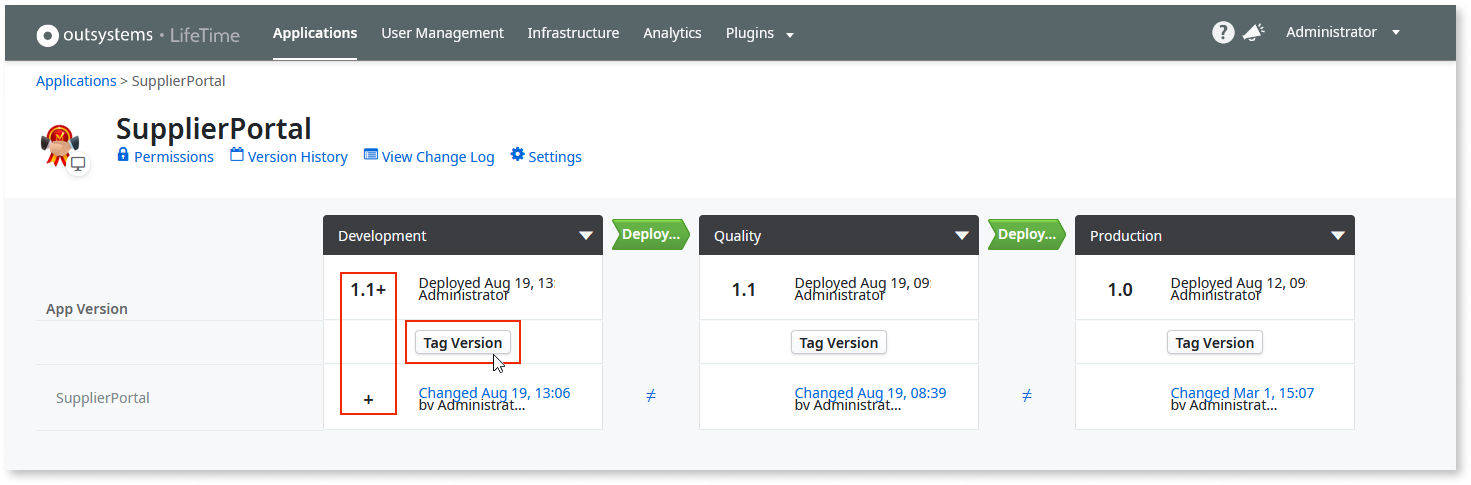 outsystems • LifeTime Applications User Management Infrastructure Analytics Plugins ? Administrator
Applications > SupplierPortal
SupplierPortal
Permissions Version History View Change Log Settings
Development Deploy... Quality Deploy... Production
App Version
1.1+ Deployed Aug 19, 13: 1.1 Deployed Aug 19, 09: 1.0 Deployed Aug 12, 09:
Administrator Administrator Administrator
Tag Version Tag Version Tag Version
SupplierPortal + Changed Aug 19, 13:06 ≠ Changed Aug 19, 08:39 ≠ Changed Mar 1, 15:07
by Administrat... by Administrat... by Administrat...